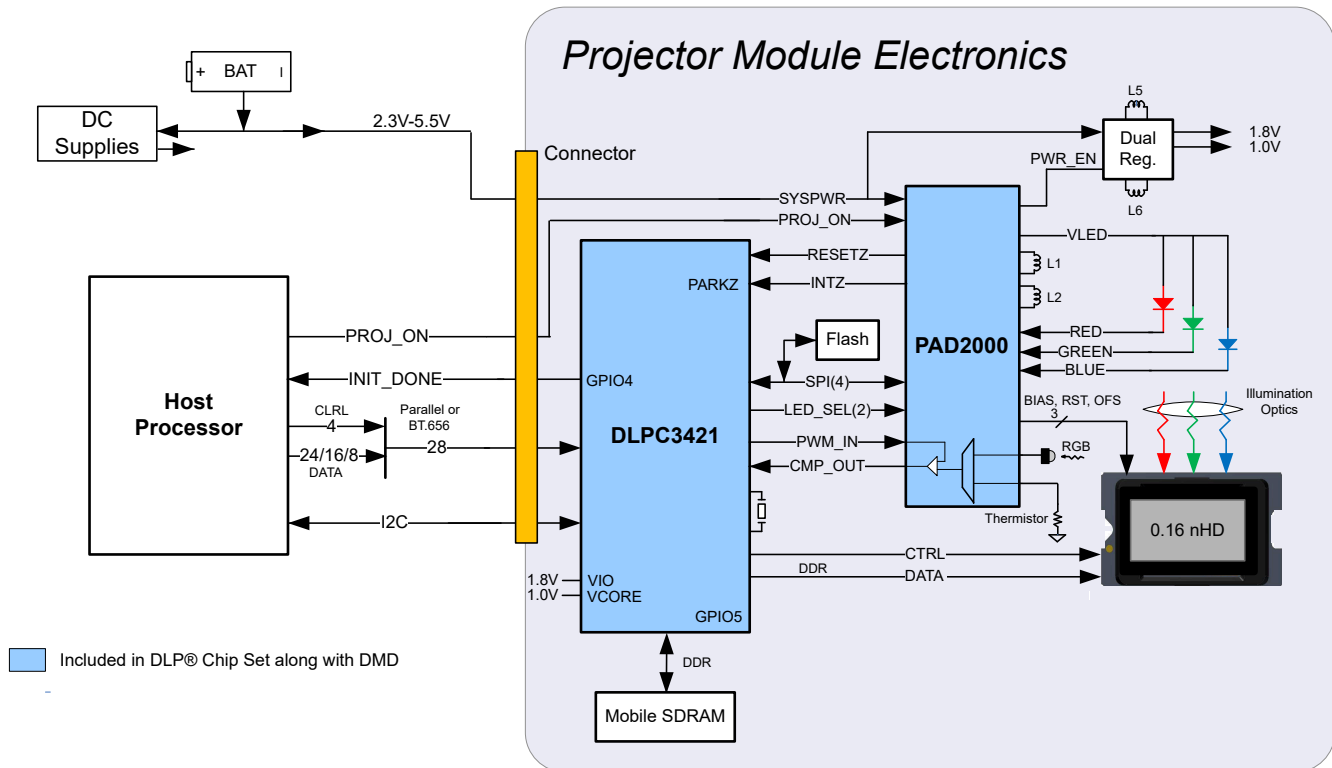 Projector Module Electronics
+ BAT I
DC
Supplies
2.3V-5.5V
Connector
L5
Dual
Reg.
L6
1.8V
1.0V
PWR_EN
SYSPWR
PROJ_ON
VLED
RESETZ
PARKZ
INTZ
L1
L2
Flash
PAD2000
RED
GREEN
BLUE
PROJ_ON
INIT_DONE
GPIO4
SPI(4)
Host
Processor
CLRL
4
Parallel or
BT.656
28
24/16/8
DATA
DLPC3421
LED_SEL(2)
PWM_IN
CMP_OUT
BIAS, RST, OFS
3
Illumination
Optics
RGB
Thermistor
I2C
0.16 nHD
CTRL
DDR
DATA
1.8V
VIO
1.0V
VCORE
GPIO5
Included in DLP® Chip Set along with DMD
DDR
Mobile SDRAM